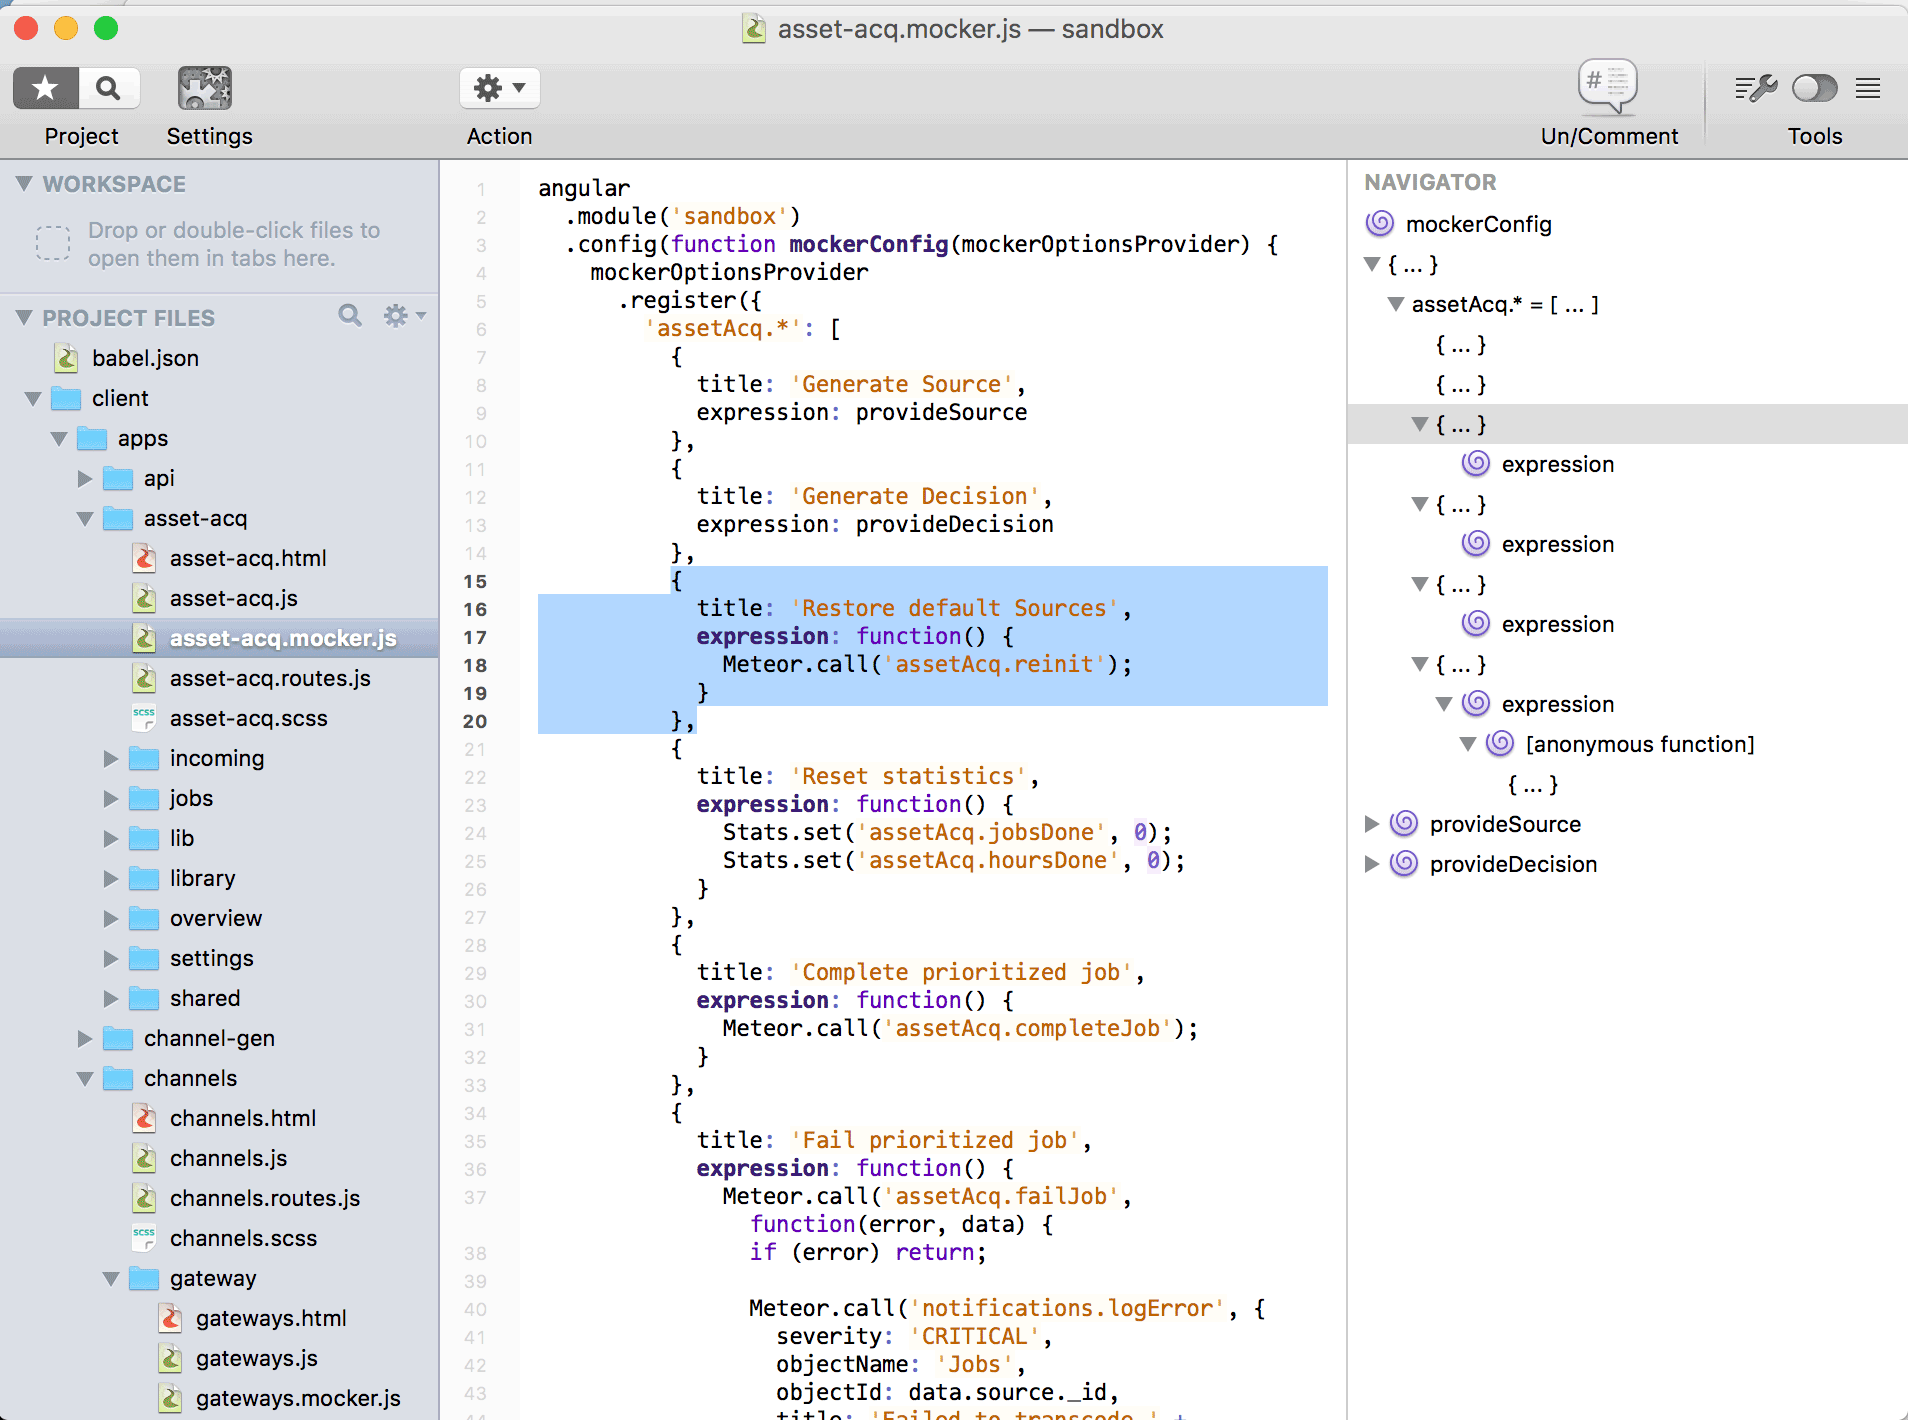 asset-acq.mocker.js — sandbox
Project
Settings
Action
#
Un/Comment
Tools
WORKSPACE
Drop or double-click files to
open them in tabs here.
PROJECT FILES
babel.json
client
apps
api
asset-acq
asset-acq.html
asset-acq.js
asset-acq.mocker.js
asset-acq.routes.js
scss
asset-acq.scss
incoming
jobs
lib
library
overview
settings
shared
channel-gen
channels
channels.html
channels.js
channels.routes.js
scss
channels.scss
gateway
gateways.html
gateways.js
gateways.mocker.js
1 angular
2 .module('sandbox')
3 .config(function mockerConfig(mockerOptionsProvider) {
4 mockerOptionsProvider
5 .register({
6 'assetAcq.*': [
7 {
8 title: 'Generate Source',
9 expression: provideSource
10 },
11 {
12 title: 'Generate Decision',
13 expression: provideDecision
14 },
15 {
16 title: 'Restore default Sources',
17 expression: function() {
18 Meteor.call('assetAcq.reinit');
19 }
20 },
21 {
22 title: 'Reset statistics',
23 expression: function() {
24 Stats.set('assetAcq.jobsDone', 0);
25 Stats.set('assetAcq.hoursDone', 0);
26 }
27 },
28 {
29 title: 'Complete prioritized job',
30 expression: function() {
31 Meteor.call('assetAcq.completeJob');
32 }
33 },
34 {
35 title: 'Fail prioritized job',
36 expression: function() {
37 Meteor.call('assetAcq.failJob',
function(error, data) {
38 if (error) return;
39
40 Meteor.call('notifications.logError', {
41 severity: 'CRITICAL',
42 objectName: 'Jobs',
43 objectId: data.source._id,
44 title: 'Failed to transcode ' +
NAVIGATOR
mockerConfig
{ ... }
assetAcq.* = [ ... ]
{ ... }
{ ... }
{ ... }
expression
{ ... }
expression
{ ... }
expression
{ ... }
expression
[anonymous function]
{ ... }
provideSource
provideDecision